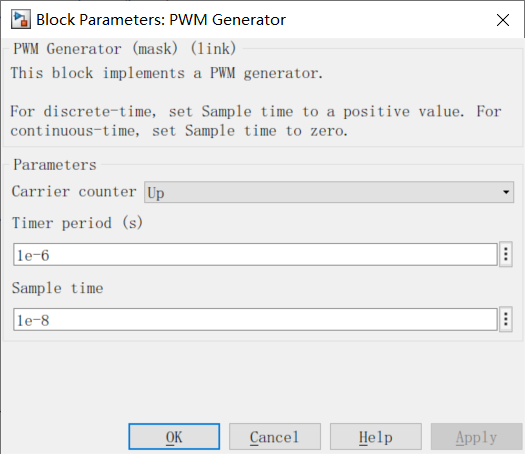 Block Parameters: PWM Generator
PWM Generator (mask) (link)
This block implements a PWM generator.
For discrete-time, set Sample time to a positive value. For
continuous-time, set Sample time to zero.
Parameters
Carrier counter Up
Timer period (s)
1e-6
Sample time
1e-8
OK Cancel Help Apply